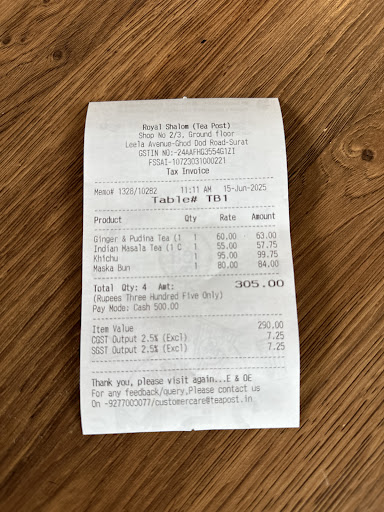 Royal Shalom (Tea Post)
Shop No 2/3, Ground floor
Leela Avenue-Ghod Dod Road-Surat
GSTIN NO:-24AAFHG3554G1ZI
FSSAI-10723031000221
Tax Invoice
Memo# 1328/10282 11:11 AM 15-Jun-2025
Table# TB1
Product Qty Rate Amount
Ginger & Pudina Tea (1 1 60.00 63.00
Indian Masala Tea (1 C 1 55.00 57.75
Khichu 1 95.00 99.75
Maska Bun 1 80.00 84.00
Total Qty: 4 Amt: 305.00
(Rupees Three Hundred Five Only)
Pay Mode: Cash 500.00
Item Value 290.00
CGST Output 2.5% (Excl) 7.25
SGST Output 2.5% (Excl) 7.25
Thank you, please visit again...E & OE
For any feedback/query,Please contact us
On -9277003077/customercare@teapost.in